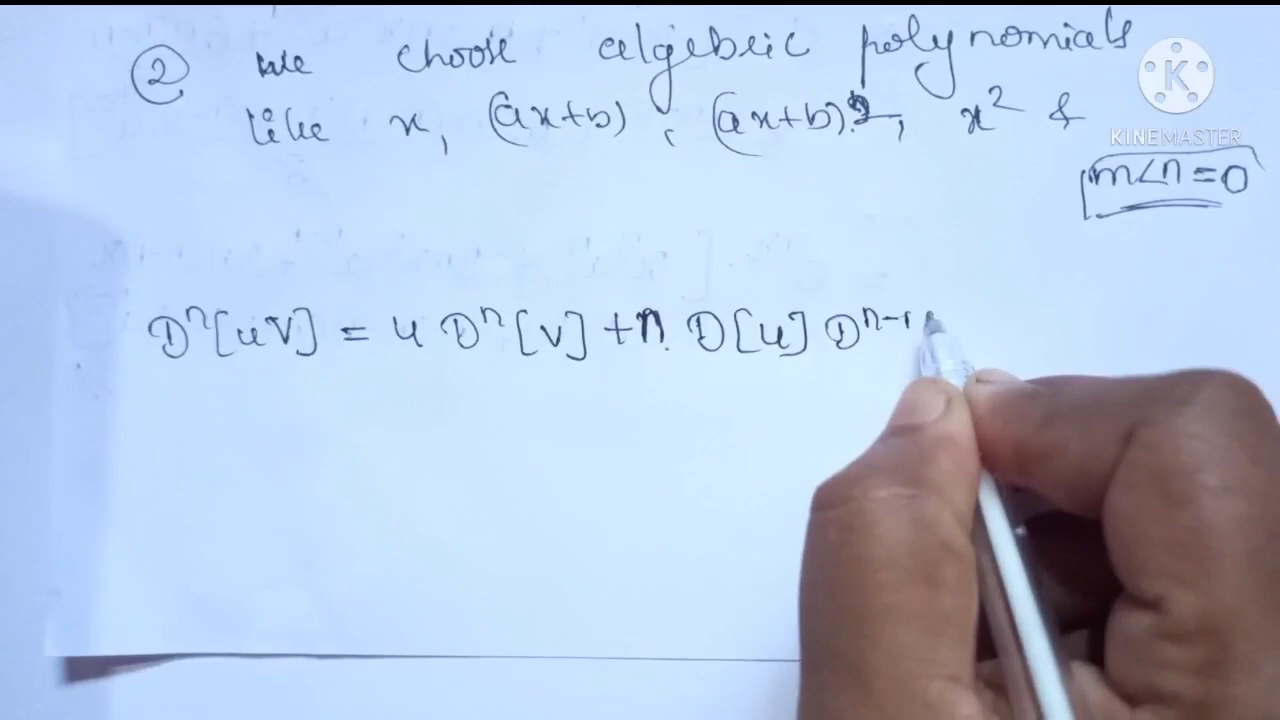 ② we choose algebric polynomials
like x, (ax+b), (ax+b)², x² &
m<n=0
Dⁿ[uv] = u Dⁿ[v] + n D[u] Dⁿ⁻¹
KINEMASTER